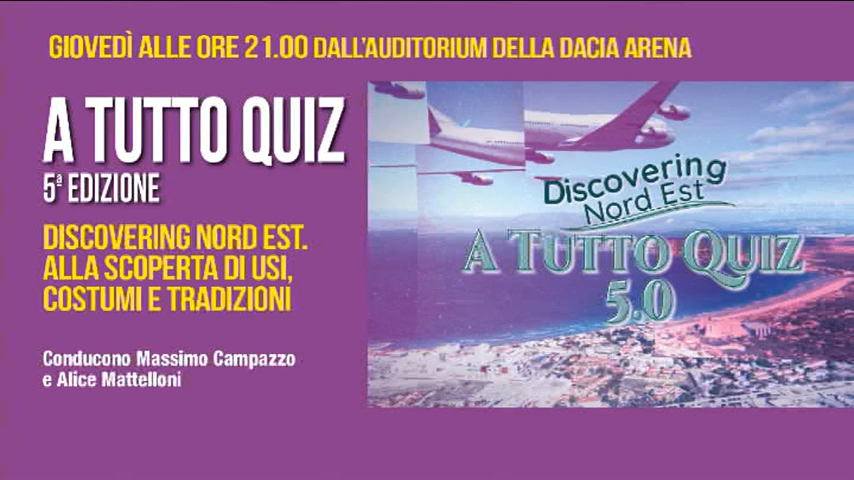 GIOVEDÌ ALLE ORE 21.00 DALL'AUDITORIUM DELLA DACIA ARENA
A TUTTO QUIZ
5ª EDIZIONE
DISCOVERING NORD EST.
ALLA SCOPERTA DI USI,
COSTUMI E TRADIZIONI
Conducono Massimo Campazzo
e Alice Mattelloni
Discovering
Nord Est
A TUTTO QUIZ
5.0